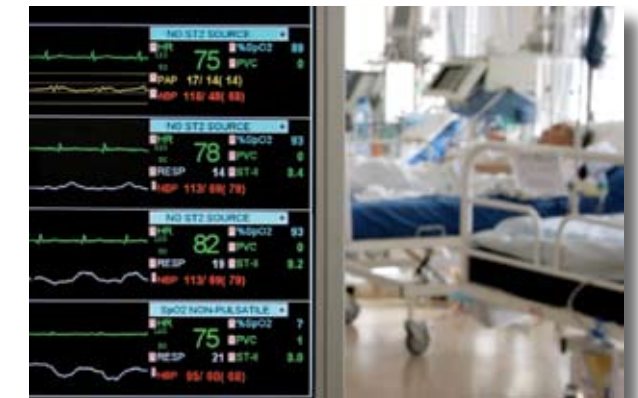 NO ST2 SOURCE
HR 75 %SpO2 89
PVC 0
PAP 17/ 14( 14)
NBP 118/ 48( 68)
NO ST2 SOURCE
HR 78 %SpO2 93
PVC 0
RESP 14 ST-II 0.4
NBP 113/ 69( 79)
NO ST2 SOURCE
HR 82 %SpO2 93
PVC 0
RESP 19 ST-II 0.2
NBP 113/ 69( 79)
SpO2 NON-PULSATILE
HR 75 %SpO2 ?
PVC 1
RESP 21 ST-II 0.0
NBP 95/ 60( 68)